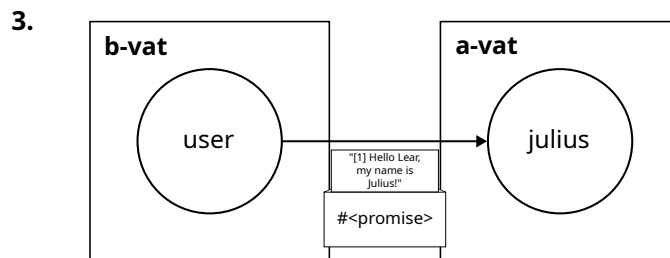 3.
b-vat
a-vat
user
julius
"[1] Hello Lear,
my name is
Julius!"
#<promise>